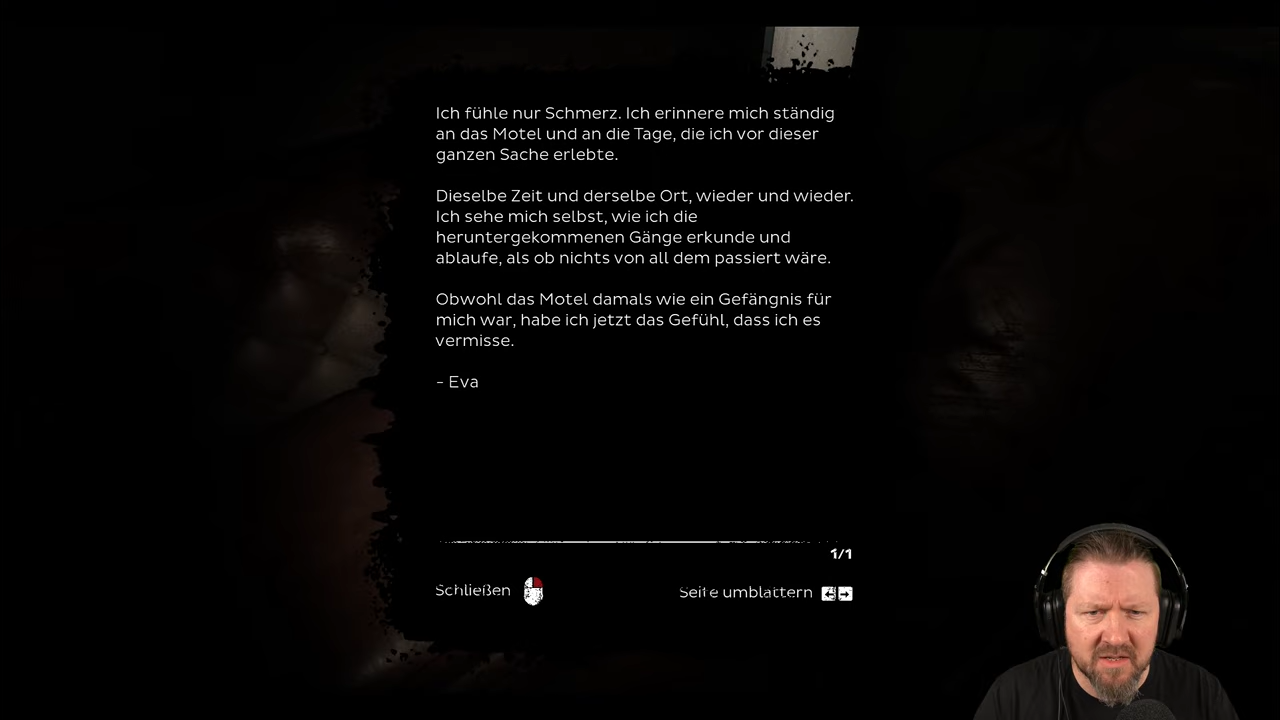 Ich fühle nur Schmerz. Ich erinnere mich ständig
an das Motel und an die Tage, die ich vor dieser
ganzen Sache erlebte.
Dieselbe Zeit und derselbe Ort, wieder und wieder.
Ich sehe mich selbst, wie ich die
heruntergekommenen Gänge erkunde und
ablaufe, als ob nichts von all dem passiert wäre.
Obwohl das Motel damals wie ein Gefängnis für
mich war, habe ich jetzt das Gefühl, dass ich es
vermisse.
- Eva
1/1
Schließen
Seite umblättern